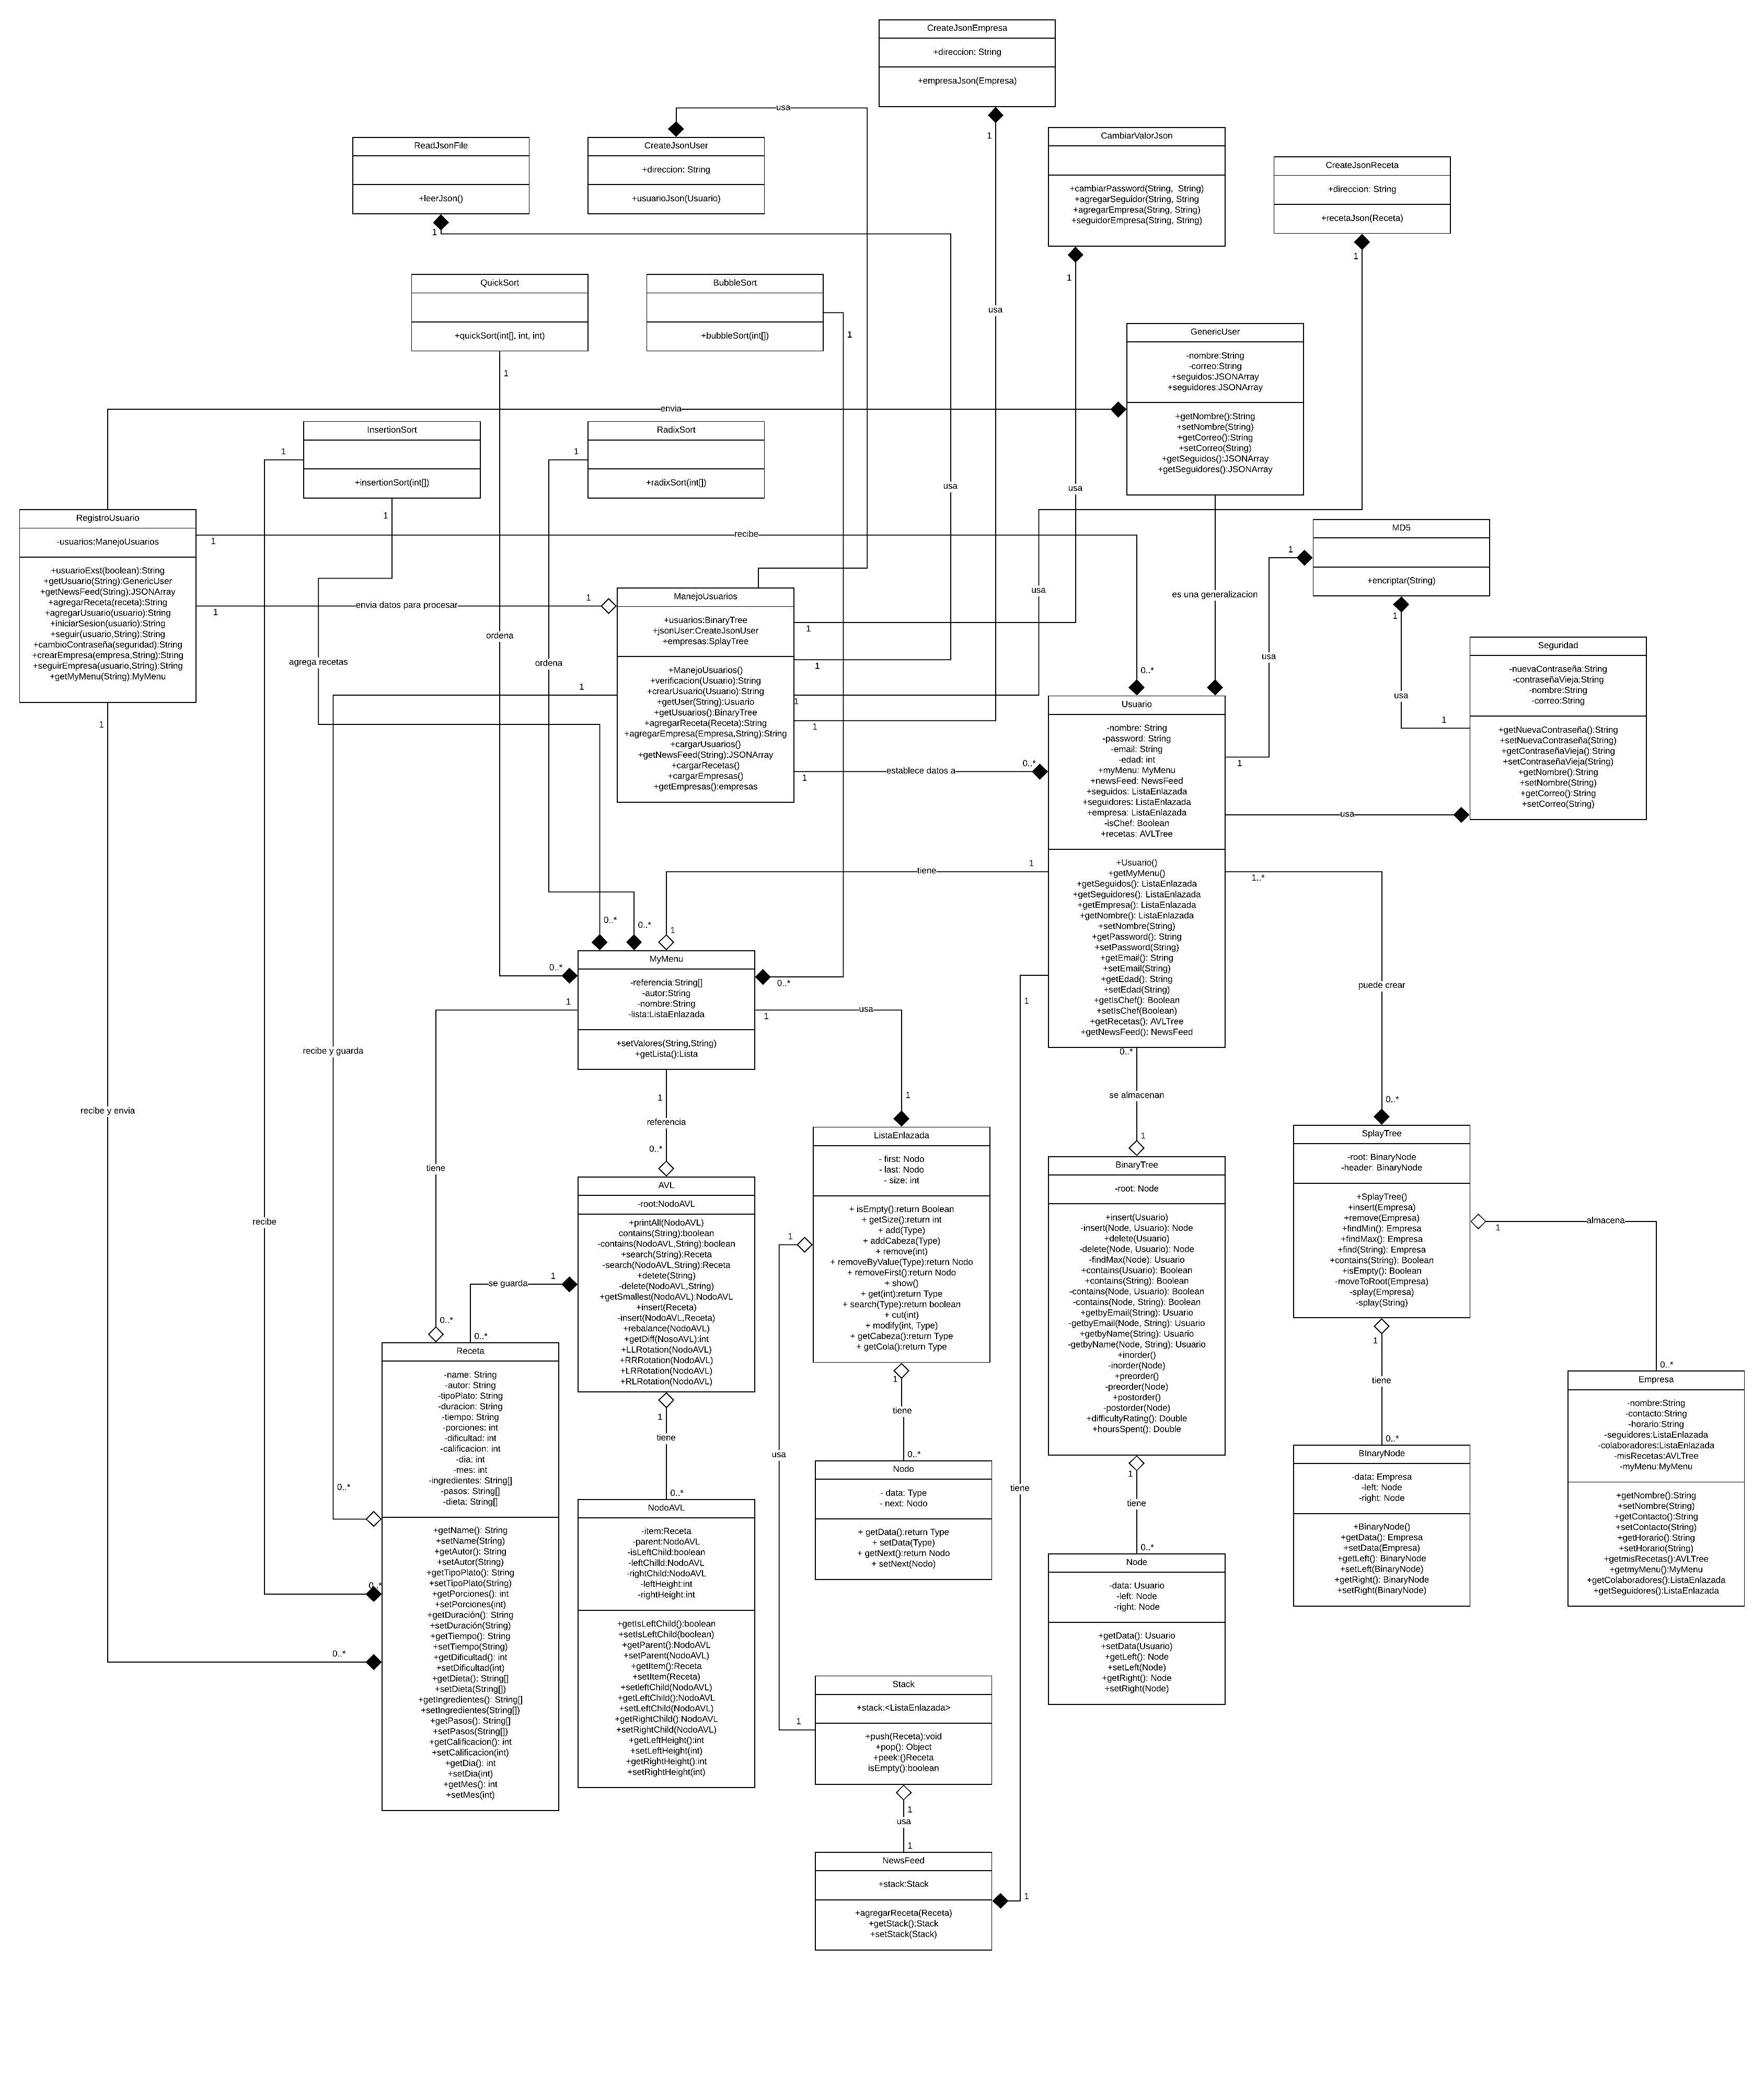 CreateJsonEmpresa
+direccion: String
+empresaJson(Empresa)
1
usa
usa
ReadJsonFile
+leerJson()
1
CreateJsonUser
+direccion: String
+usuarioJson(Usuario)
CambiarValorJson
+cambiarPassword(String,  String)
+agregarSeguidor(String, String
+agregarEmpresa(String, String)
+seguidorEmpresa(String, String)
1
usa
CreateJsonReceta
+direccion: String
+recetaJson(Receta)
1
QuickSort
+quickSort(int[], int, int)
1
BubbleSort
+bubbleSort(int[])
1
GenericUser
-nombre:String
-correo:String
+seguidos:JSONArray
+seguidores:JSONArray
+getNombre():String
+setNombre(String)
+getCorreo():String
+setCorreo(String)
+getSeguidos():JSONArray
+getSeguidores():JSONArray
envia
InsertionSort
+insertionSort(int[])
1
1
RadixSort
+radixSort(int[])
1
usa
RegistroUsuario
-usuarios:ManejoUsuarios
+usuarioExst(boolean):String
+getUsuario(String):GenericUser
+getNewsFeed(String):JSONArray
+agregarReceta(receta):String
+agregarUsuario(usuario):String
+iniciarSesion(usuario):String
+seguir(usuario,String):String
+cambioContraseña(seguridad):String
+crearEmpresa(empresa,String):String
+seguirEmpresa(usuario,String):String
+getMyMenu(String):MyMenu
1
recibe
0..*
1
envia datos para procesar
1
1
recibe y envia
0..*
MD5
+encriptar(String)
1
1
usa
usa
1
1
es una generalizacion
usa
ordena
ordena
agrega recetas
ManejoUsuarios
+usuarios:BinaryTree
+jsonUser:CreateJsonUser
+empresas:SplayTree
+ManejoUsuarios()
+verificacion(Usuario):String
+crearUsuario(Usuario):String
+getUser(String):Usuario
+getUsuarios():BinaryTree
+agregarReceta(Receta):String
+agregarEmpresa(Empresa,String):String
+cargarUsuarios()
+getNewsFeed(String):JSONArray
+cargarRecetas()
+cargarEmpresas()
+getEmpresas():empresas
1
1
1
1
1
1
establece datos a
0..*
Seguridad
-nuevaContraseña:String
-contraseñaVieja:String
-nombre:String
-correo:String
+getNuevaContraseña():String
+setNuevaContraseña(String)
+getContraseñaVieja():String
+setContraseñaVieja(String)
+getNombre():String
+setNombre(String)
+getCorreo():String
+setCorreo(String)
usa
Usuario
-nombre: String
-password: String
-email: String
-edad: int
+myMenu: MyMenu
+newsFeed: NewsFeed
+seguidos: ListaEnlazada
+seguidores: ListaEnlazada
+empresa: ListaEnlazada
-isChef: Boolean
+recetas: AVLTree
+Usuario()
+getMyMenu()
+getSeguidos(): ListaEnlazada
+getSeguidores(): ListaEnlazada
+getEmpresa(): ListaEnlazada
+getNombre(): ListaEnlazada
+setNombre(String)
+getPassword(): String
+setPassword(String)
+getEmail(): String
+setEmail(String)
+getEdad(): String
+setEdad(String)
+getIsChef(): Boolean
+setIsChef(Boolean)
+getRecetas(): AVLTree
+getNewsFeed(): NewsFeed
1
tiene
1
1..*
puede crear
0..*
1
tiene
1
0..*
se almacenan
1
0..*
0..*
0..*
0..*
MyMenu
-referencia:String[]
-autor:String
-nombre:String
-lista:ListaEnlazada
+setValores(String,String)
+getLista():Lista
1
tiene
0..*
1
usa
1
1
referencia
0..*
recibe y guarda
0..*
recibe
0..*
AVL
-root:NodoAVL
+printAll(NodoAVL)
contains(String):boolean
-contains(NodoAVL,String):boolean
+search(String):Receta
-search(NodoAVL,String):Receta
+detete(String)
-delete(NodoAVL,String)
+getSmallest(NodoAVL):NodoAVL
+insert(Receta)
-insert(NodoAVL,Receta)
+rebalance(NodoAVL)
+getDiff(NosoAVL):int
+LLRotation(NodoAVL)
+RRRotation(NodoAVL)
+LRRotation(NodoAVL)
+RLRotation(NodoAVL)
1
se guarda
0..*
1
tiene
0..*
ListaEnlazada
- first: Nodo
- last: Nodo
- size: int
+ isEmpty():return Boolean
+ getSize():return int
+ add(Type)
+ addCabeza(Type)
+ remove(int)
+ removeByValue(Type):return Nodo
+ removeFirst():return Nodo
+ show()
+ get(int):return Type
+ search(Type):return boolean
+ cut(int)
+ modify(int, Type)
+ getCabeza():return Type
+ getCola():return Type
1
usa
1
1
tiene
0..*
BinaryTree
-root: Node
+insert(Usuario)
-insert(Node, Usuario): Node
+delete(Usuario)
-delete(Node, Usuario): Node
-findMax(Node): Usuario
+contains(Usuario): Boolean
+contains(String): Boolean
-contains(Node, Usuario): Boolean
-contains(Node, String): Boolean
+getbyEmail(String): Usuario
-getbyEmail(Node, String): Usuario
+getbyName(String): Usuario
-getbyName(Node, String): Usuario
+inorder()
-inorder(Node)
+preorder()
-preorder(Node)
+postorder()
-postorder(Node)
+difficultyRating(): Double
+hoursSpent(): Double
1
tiene
0..*
SplayTree
-root: BinaryNode
-header: BinaryNode
+SplayTree()
+insert(Empresa)
+remove(Empresa)
+findMin(): Empresa
+findMax(): Empresa
+find(String): Empresa
+contains(String): Boolean
+isEmpty(): Boolean
-moveToRoot(Empresa)
-splay(Empresa)
-splay(String)
1
almacena
0..*
1
tiene
0..*
Receta
-name: String
-autor: String
-tipoPlato: String
-duracion: String
-tiempo: String
-porciones: int
-dificultad: int
-calificacion: int
-dia: int
-mes: int
-ingredientes: String[]
-pasos: String[]
-dieta: String[]
+getName(): String
+setName(String)
+getAutor(): String
+setAutor(String)
+getTipoPlato(): String
+setTipoPlato(String)
+getPorciones(): int
+setPorciones(int)
+getDuración(): String
+setDuración(String)
+getTiempo(): String
+setTiempo(String)
+getDificultad(): int
+setDificultad(int)
+getDieta(): String[]
+setDieta(String[])
+getIngredientes(): String[]
+setIngredientes(String[])
+getPasos(): String[]
+setPasos(String[])
+getCalificacion(): int
+setCalificacion(int)
+getDia(): int
+setDia(int)
+getMes(): int
+setMes(int)
NodoAVL
-item:Receta
-parent:NodoAVL
-isLeftChild:boolean
-leftChilld:NodoAVL
-rightChild:NodoAVL
-leftHeight:int
-rightHeight:int
+getIsLeftChild():boolean
+setIsLeftChild(boolean)
+getParent():NodoAVL
+setParent(NodoAVL)
+getItem():Receta
+setItem(Receta)
+setleftChild(NodoAVL)
+getLeftChild():NodoAVL
+setLeftChild(NodoAVL)
+getRightChild():NodoAVL
+setRightChild(NodoAVL)
+getLeftHeight():int
+setLeftHeight(int)
+getRightHeight():int
+setRightHeight(int)
Nodo
- data: Type
- next: Nodo
+ getData():return Type
+ setData(Type)
+ getNext():return Nodo
+ setNext(Nodo)
Node
-data: Usuario
-left: Node
-right: Node
+getData(): Usuario
+setData(Usuario)
+getLeft(): Node
+setLeft(Node)
+getRight(): Node
+setRight(Node)
BInaryNode
-data: Empresa
-left: Node
-right: Node
+BinaryNode()
+getData(): Empresa
+setData(Empresa)
+getLeft(): BinaryNode
+setLeft(BinaryNode)
+getRight(): BinaryNode
+setRight(BinaryNode)
Empresa
-nombre:String
-contacto:String
-horario:String
-seguidores:ListaEnlazada
-colaboradores:ListaEnlazada
-misRecetas:AVLTree
-myMenu:MyMenu
+getNombre():String
+setNombre(String)
+getContacto():String
+setContacto(String)
+getHorario():String
+setHorario(String)
+getmisRecetas():AVLTree
+getmyMenu():MyMenu
+getColaboradores():ListaEnlazada
+getSeguidores():ListaEnlazada
Stack
+stack:<ListaEnlazada>
+push(Receta):void
+pop(): Object
+peek:()Receta
isEmpty():boolean
1
usa
1
NewsFeed
+stack:Stack
+agregarReceta(Receta)
+getStack():Stack
+setStack(Stack)